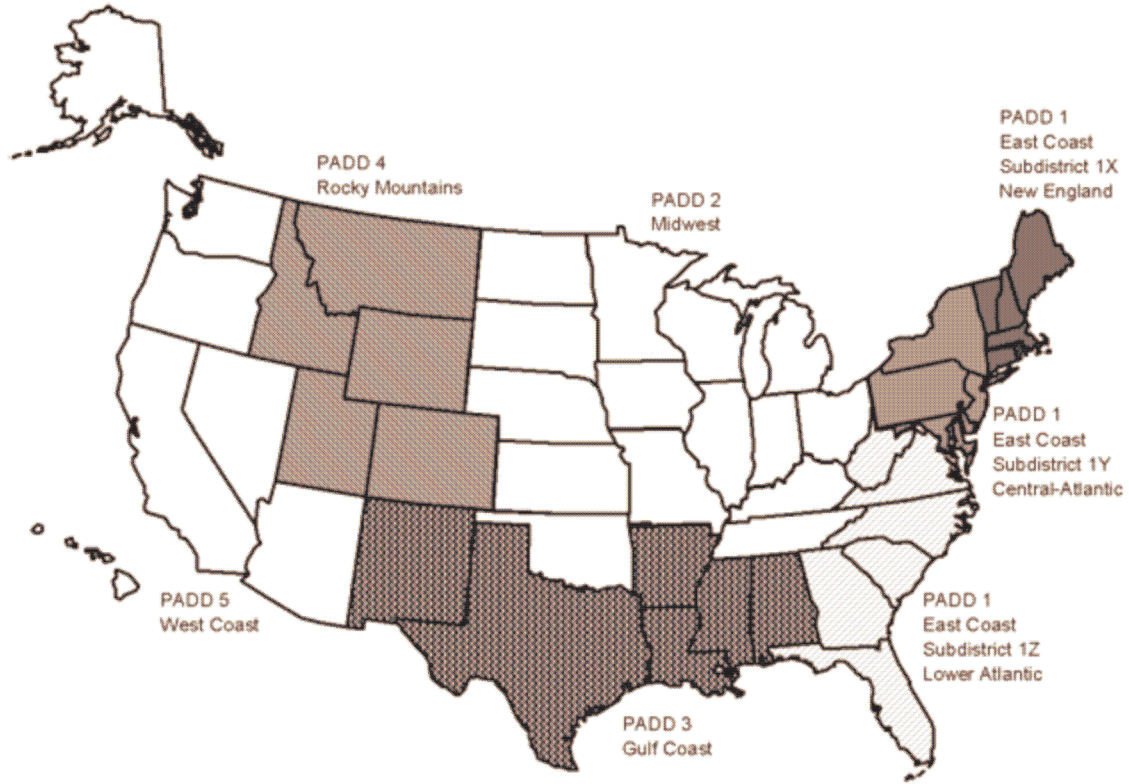 PADD 1
East Coast
Subdistrict 1X
New England
PADD 4
Rocky Mountains
PADD 2
Midwest
PADD 1
East Coast
Subdistrict 1Y
Central-Atlantic
PADD 5
West Coast
PADD 1
East Coast
Subdistrict 1Z
Lower Atlantic
PADD 3
Gulf Coast